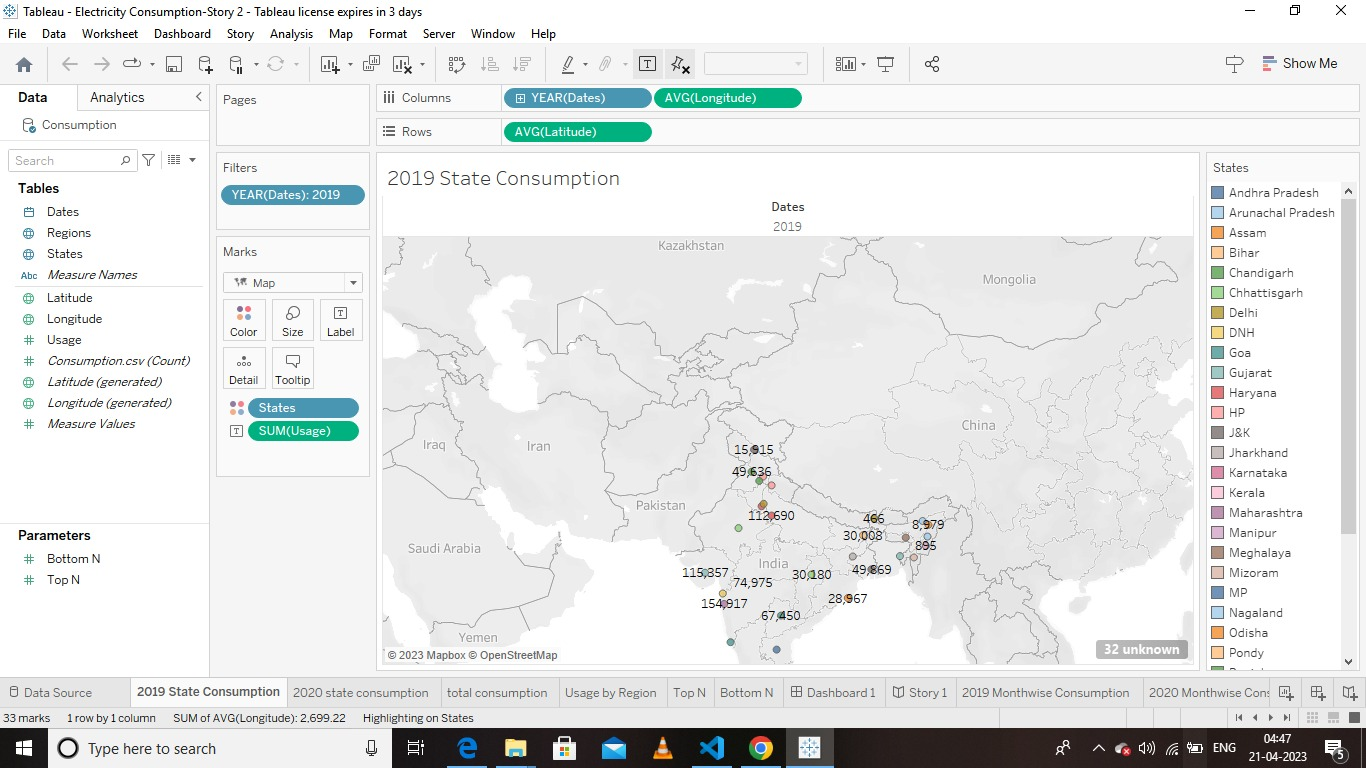 Tableau - Electricity Consumption-Story 2 - Tableau license expires in 3 days
File Data Worksheet Dashboard Story Analysis Map Format Server Window Help
Show Me
Data Analytics
Consumption
Search
Tables
Dates
Regions
States
Abc Measure Names
Latitude
Longitude
Usage
Consumption.csv (Count)
Latitude (generated)
Longitude (generated)
Measure Values
Parameters
Bottom N
Top N
Pages
Filters
YEAR(Dates): 2019
Marks
Map
Color Size Label
Detail Tooltip
States
SUM(Usage)
Columns YEAR(Dates) AVG(Longitude)
Rows AVG(Latitude)
2019 State Consumption
Dates
2019
Kazakhstan
Mongolia
China
Iraq Iran
Pakistan
Saudi Arabia
India
Yemen
15,915
49,636
112,690
466
8,979
30,008
895
115,357
74,975
30,180
49,869
154,917
28,967
67,450
© 2023 Mapbox © OpenStreetMap
32 unknown
States
Andhra Pradesh
Arunachal Pradesh
Assam
Bihar
Chandigarh
Chhattisgarh
Delhi
DNH
Goa
Gujarat
Haryana
HP
J&K
Jharkhand
Karnataka
Kerala
Maharashtra
Manipur
Meghalaya
Mizoram
MP
Nagaland
Odisha
Pondy
Data Source 2019 State Consumption 2020 state consumption total consumption Usage by Region Top N Bottom N Dashboard 1 Story 1 2019 Monthwise Consumption 2020 Monthwise Cons
33 marks 1 row by 1 column SUM of AVG(Longitude): 2,699.22 Highlighting on States
Type here to search
ENG
04:47
21-04-2023
5